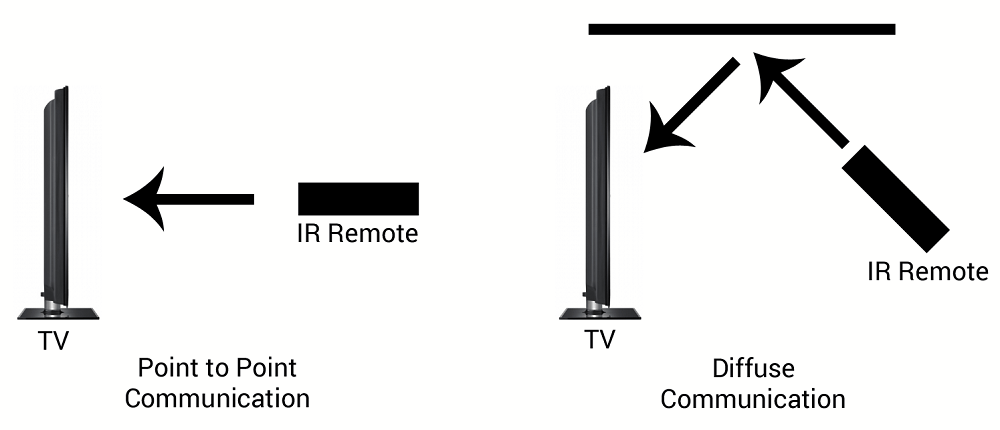 IR Remote
TV
Point to Point
Communication
IR Remote
TV
Diffuse
Communication